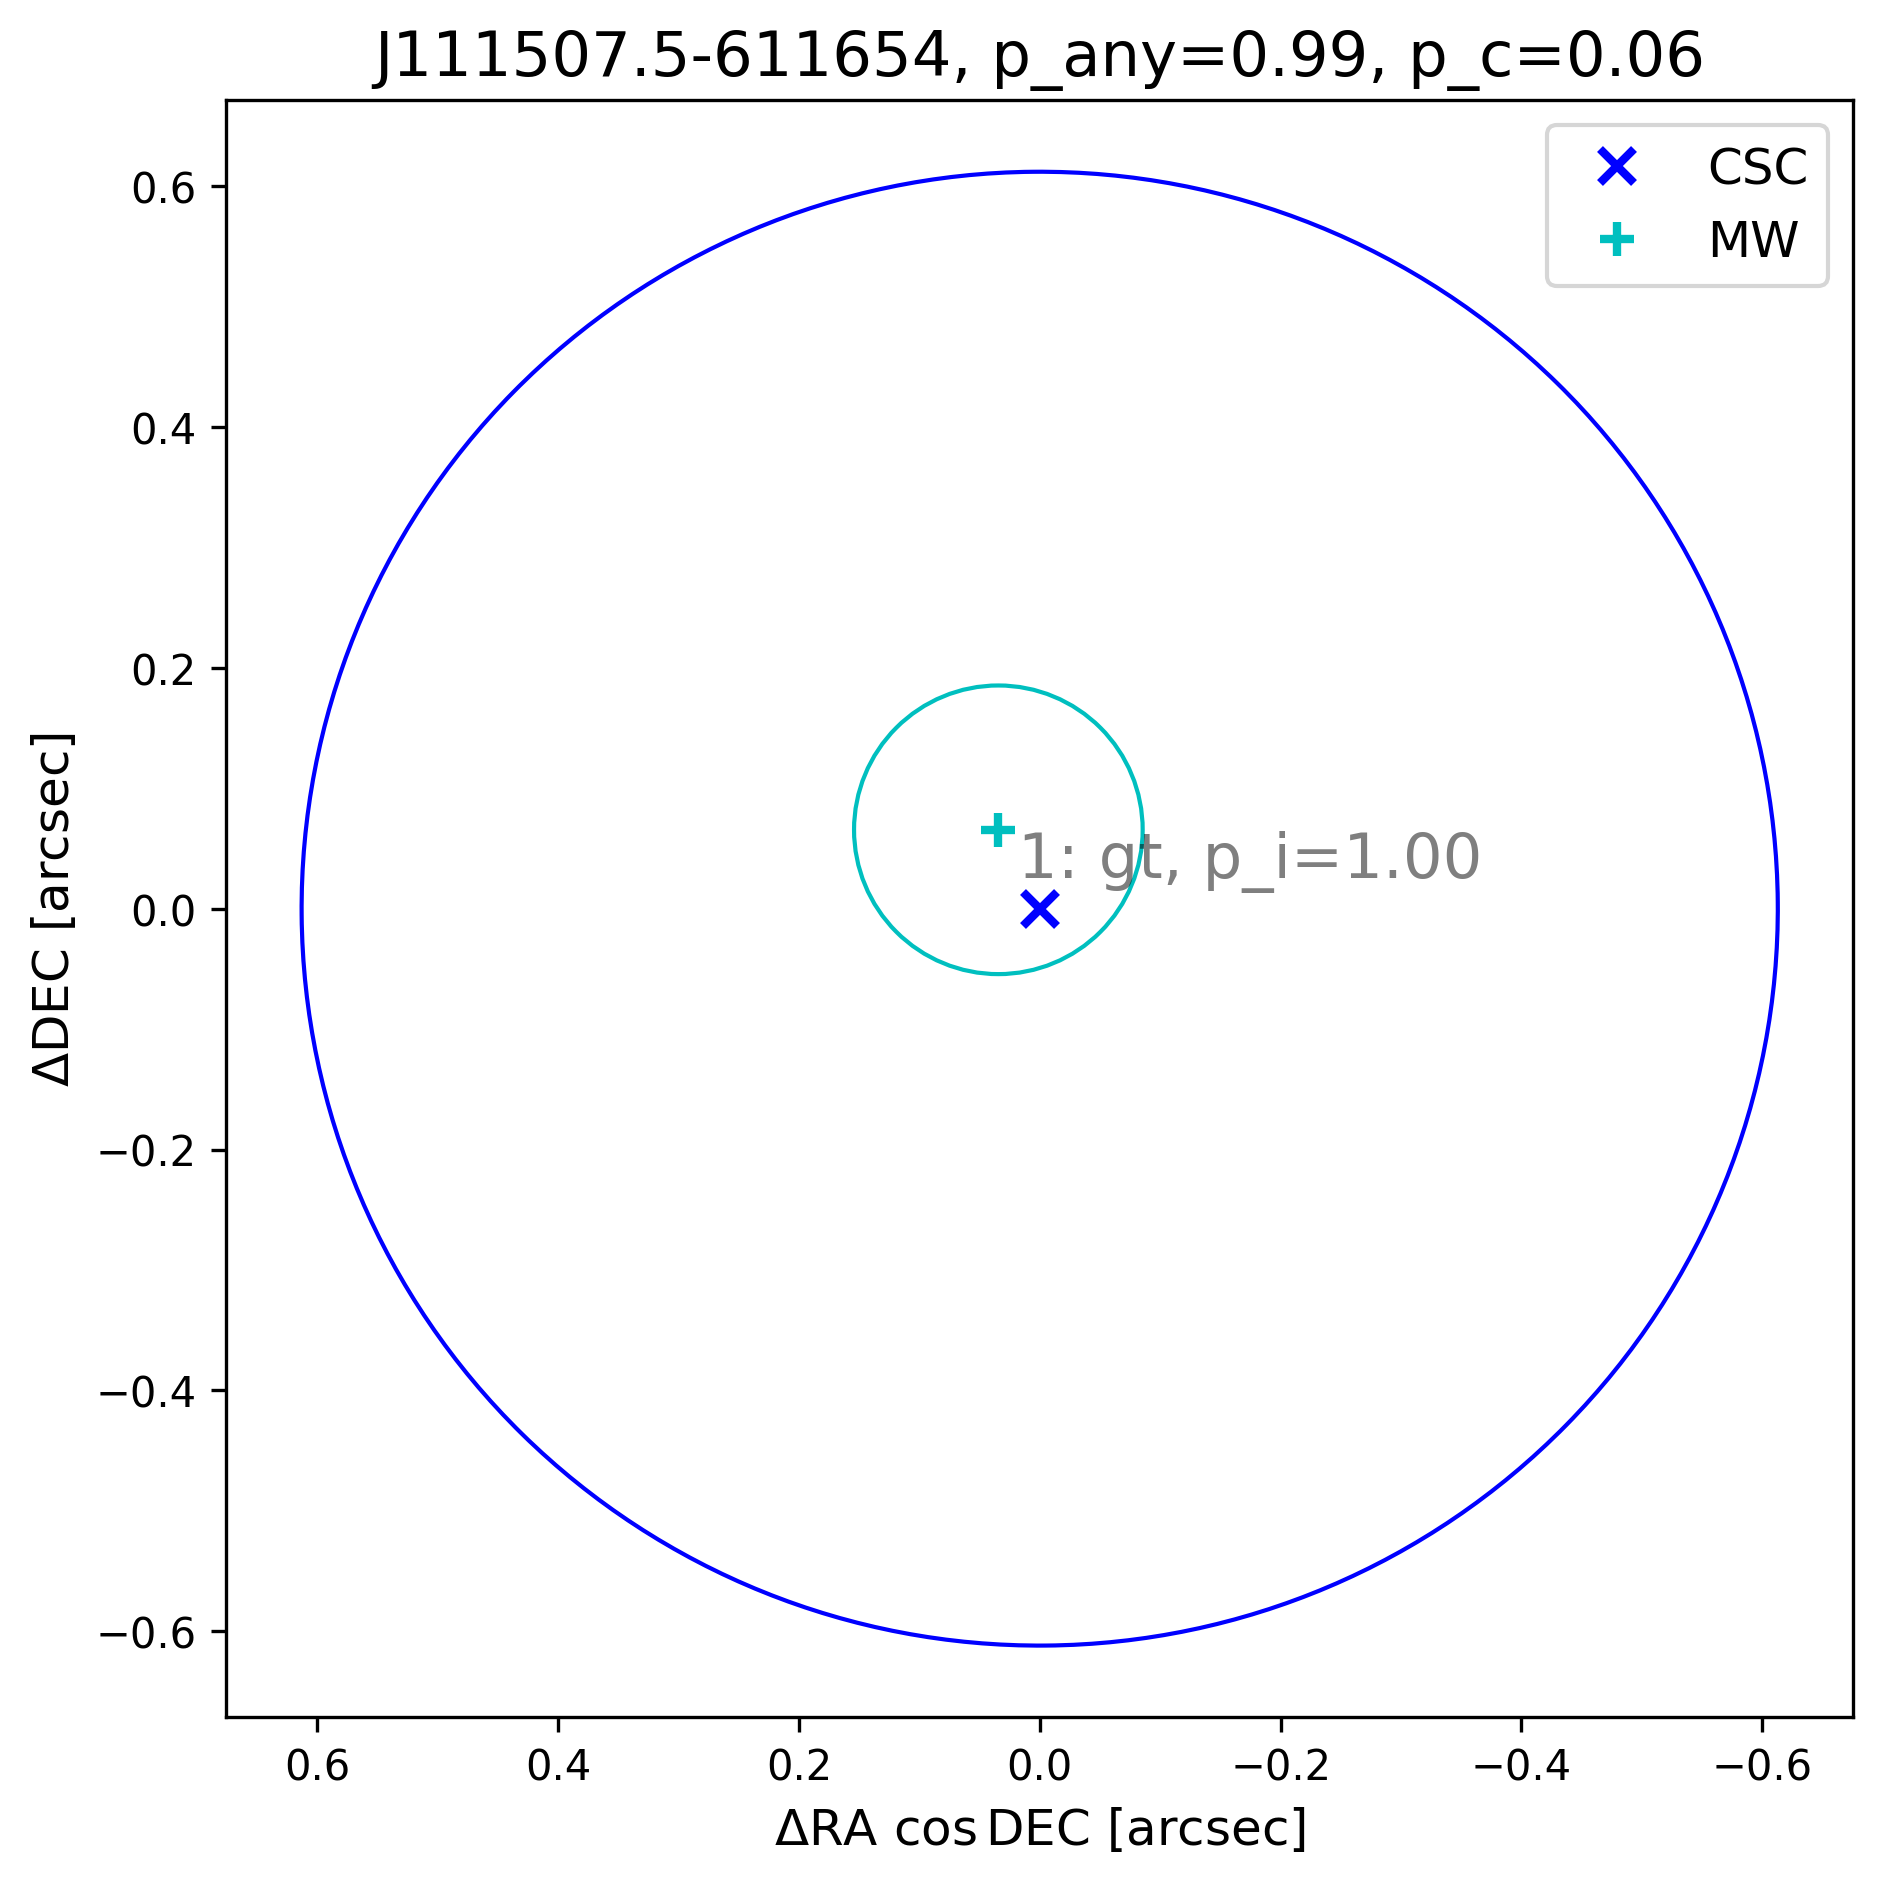 J111507.5-611654, p_any=0.99, p_c=0.06
CSC
MW
0.6
0.4
0.2
0.0
−0.2
−0.4
−0.6
ΔDEC [arcsec]
1: gt, p_i=1.00
0.6 0.4 0.2 0.0 −0.2 −0.4 −0.6
ΔRA cos DEC [arcsec]